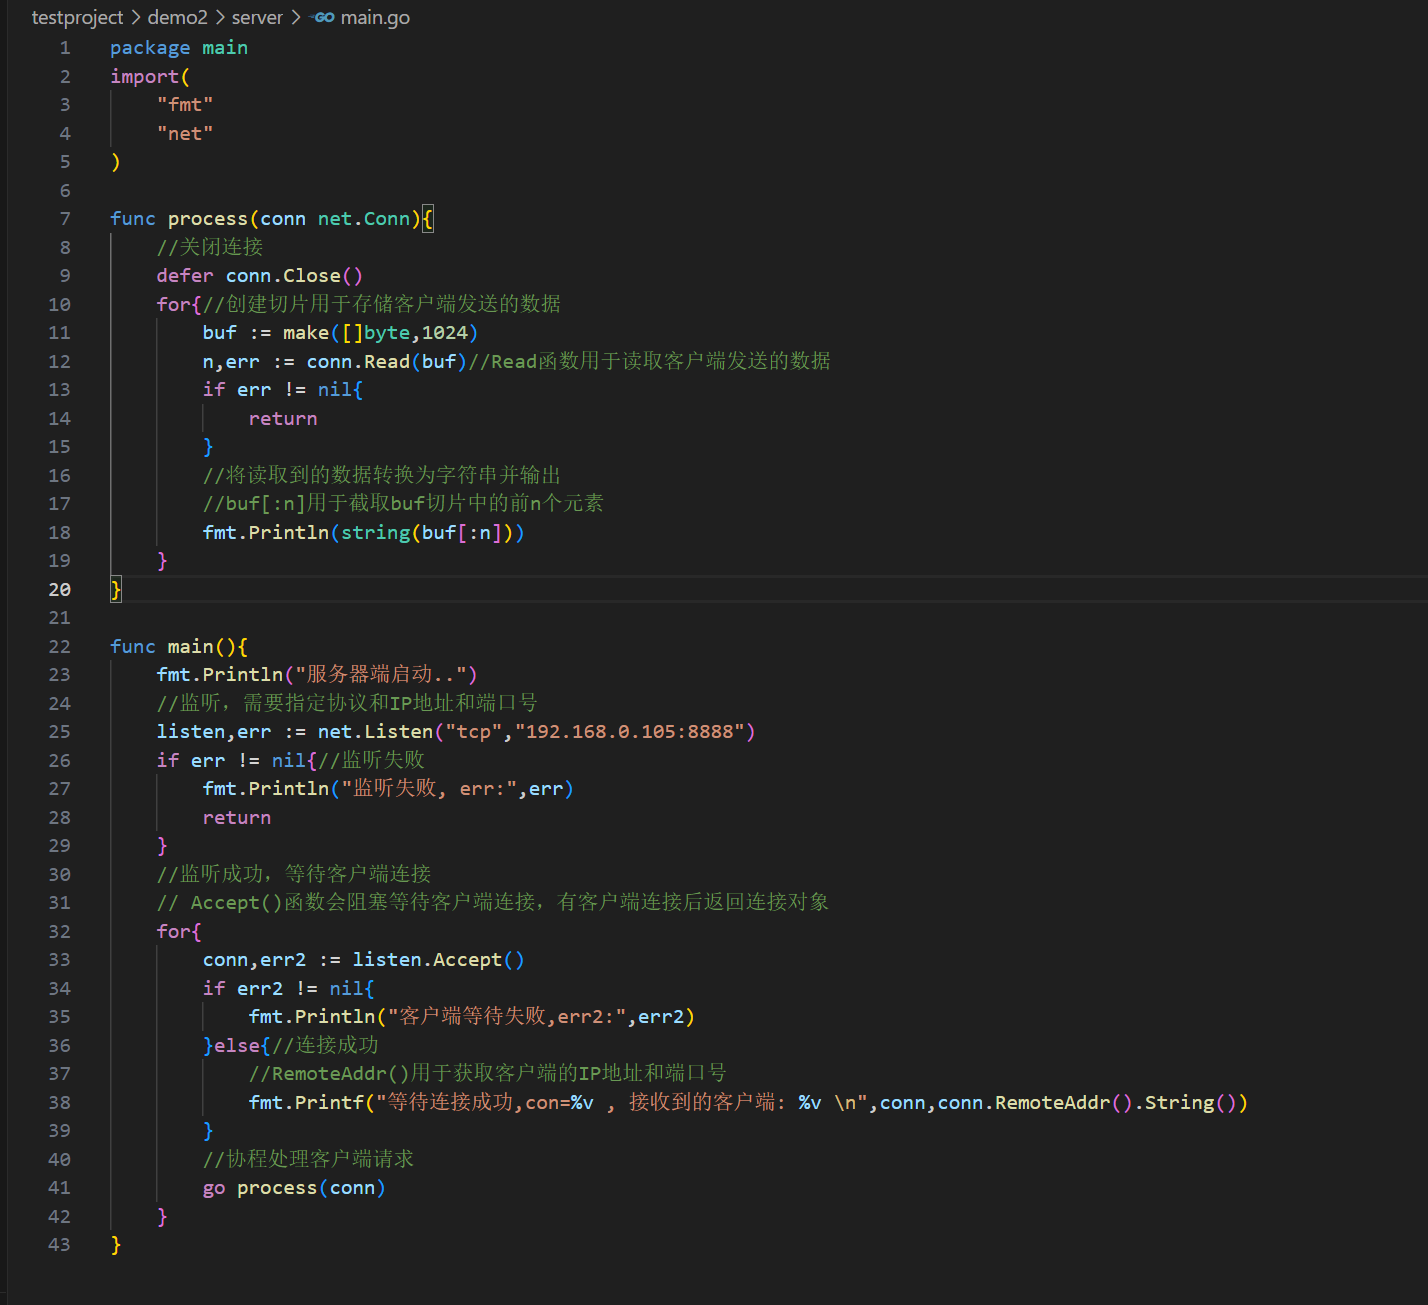 testproject > demo2 > server > GO main.go
1 package main
2 import(
3     "fmt"
4     "net"
5 )
6
7 func process(conn net.Conn){
8     //关闭连接
9     defer conn.Close()
10     for{//创建切片用于存储客户端发送的数据
11         buf := make([]byte,1024)
12         n,err := conn.Read(buf)//Read函数用于读取客户端发送的数据
13         if err != nil{
14             return
15         }
16         //将读取到的数据转换为字符串并输出
17         //buf[:n]用于截取buf切片中的前n个元素
18         fmt.Println(string(buf[:n]))
19     }
20 }
21
22 func main(){
23     fmt.Println("服务器端启动..")
24     //监听，需要指定协议和IP地址和端口号
25     listen,err := net.Listen("tcp","192.168.0.105:8888")
26     if err != nil{//监听失败
27         fmt.Println("监听失败, err:",err)
28         return
29     }
30     //监听成功，等待客户端连接
31     // Accept()函数会阻塞等待客户端连接，有客户端连接后返回连接对象
32     for{
33         conn,err2 := listen.Accept()
34         if err2 != nil{
35             fmt.Println("客户端等待失败,err2:",err2)
36         }else{//连接成功
37             //RemoteAddr()用于获取客户端的IP地址和端口号
38             fmt.Printf("等待连接成功,con=%v , 接收到的客户端: %v \n",conn,conn.RemoteAddr().String())
39         }
40         //协程处理客户端请求
41         go process(conn)
42     }
43 }